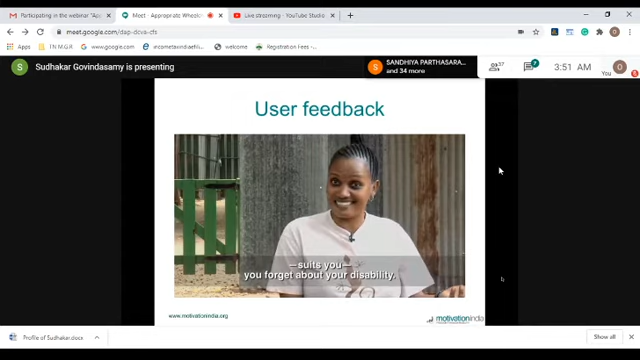 Participating in the webinar "App
Meet - Appropriate Wheelc
Live streaming - YouTube Studio
meet.google.com/dap-dcva-cfs
Apps
I N M G R
www.google.com
welcome
Registration Fees -
S
Sudhakar Govindasamy is presenting
S
SANDHIYA PARTHASARA...
and 34 more
37
7
3:51 AM
You
User feedback
—suits you—
you forget about your disability.
www.motivationindia.org
motivationindia
Profile of Sudhakar.docx
Show all